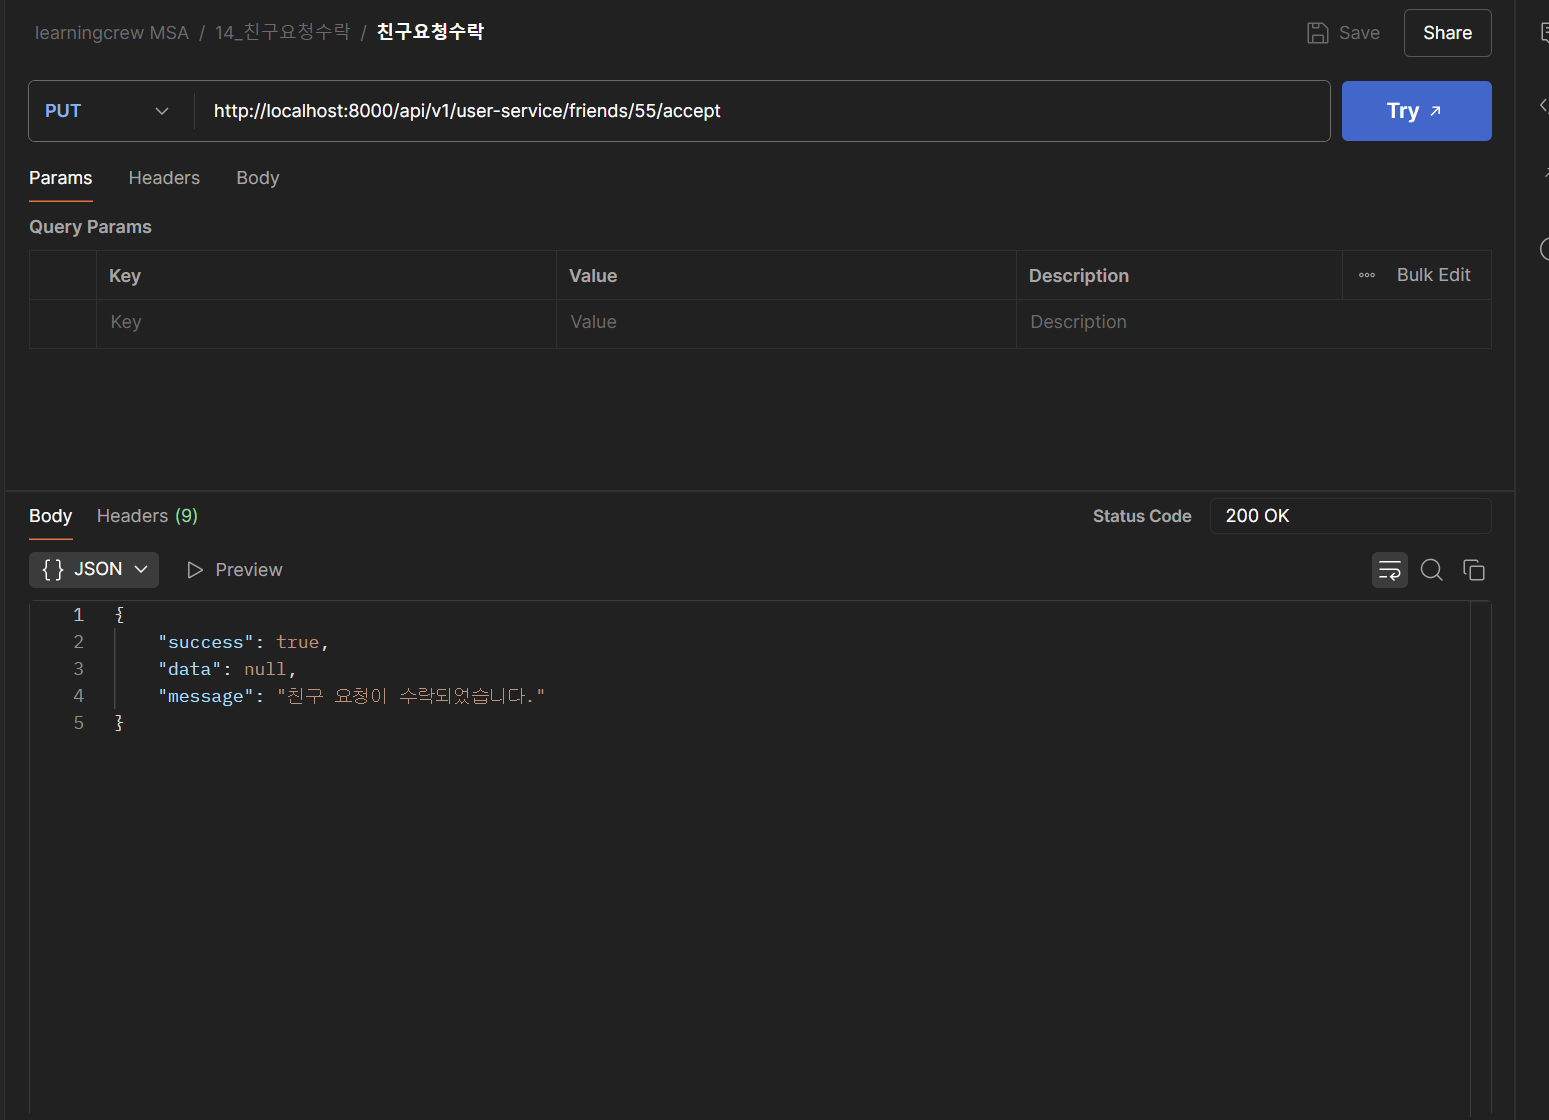 learningcrew MSA / 14_친구요청수락 / 친구요청수락
Save
Share
PUT
http://localhost:8000/api/v1/user-service/friends/55/accept
Try ↗
Params Headers Body
Query Params
Key Value Description ∘∘∘ Bulk Edit
Key Value Description
Body Headers (9)
Status Code 200 OK
{} JSON Preview
1 {
2 "success": true,
3 "data": null,
4 "message": "친구 요청이 수락되었습니다."
5 }